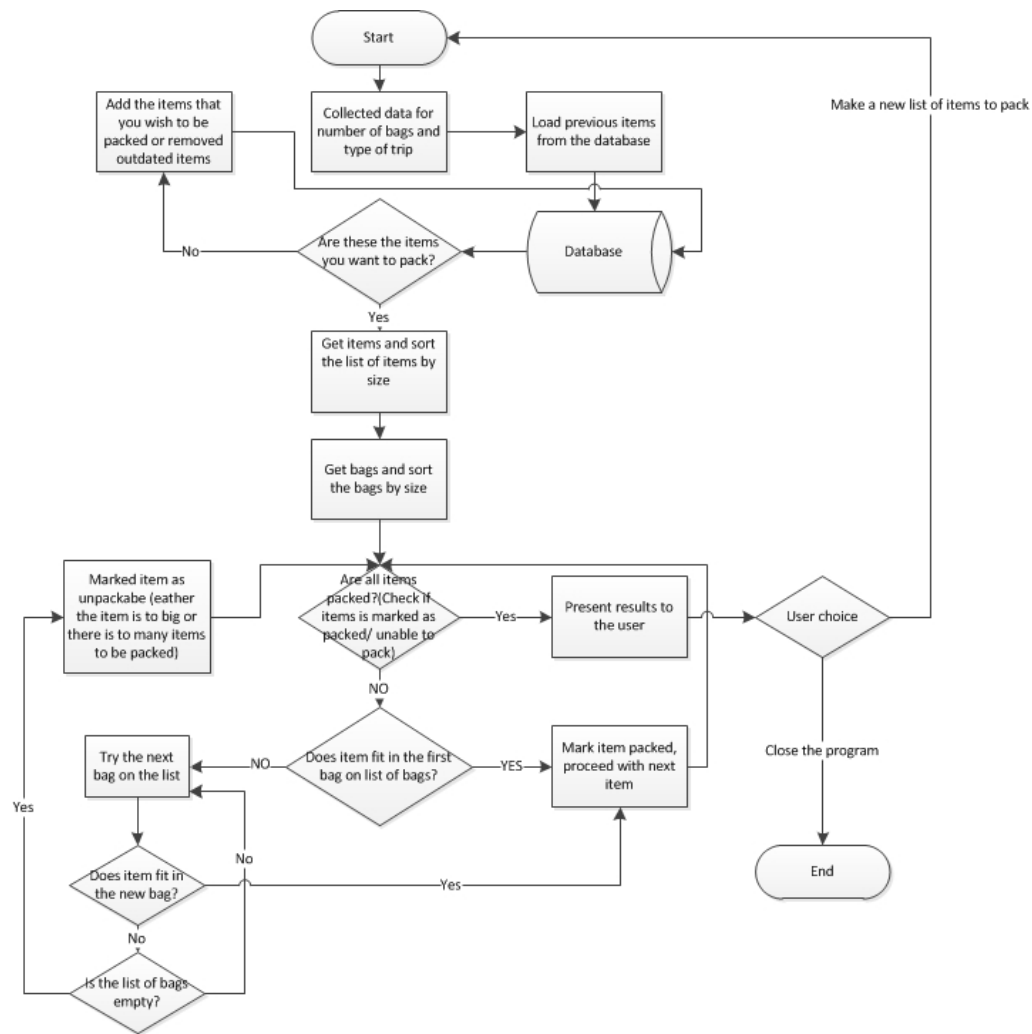 Start
Make a new list of items to pack
Add the items that
you wish to be
packed or removed
outdated items
Collected data for
number of bags and
type of trip
Load previous items
from the database
Are these the items
you want to pack?
No
Database
Yes
Get items and sort
the list of items by
size
Get bags and sort
the bags by size
Marked item as
unpackabe (eather
the item is to big or
there is to many items
to be packed)
Are all items
packed?(Check if
items is marked as
packed/ unable to
pack)
Yes
Present results to
the user
User choice
NO
Try the next
bag on the list
NO
Does item fit in the first
bag on list of bags?
YES
Mark item packed,
proceed with next
item
Close the program
Yes
No
Does item fit in
the new bag?
Yes
End
No
Is the list of bags
empty?